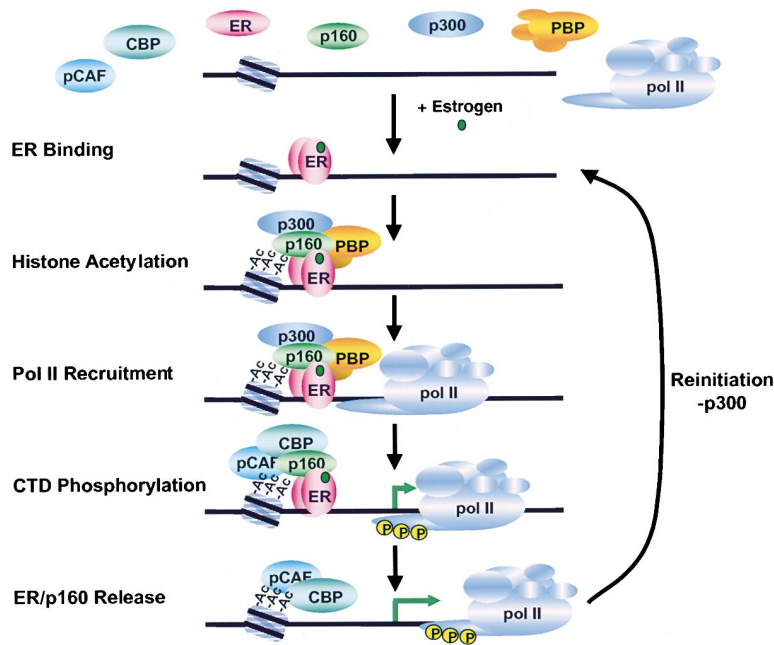 ER
CBP
p160
p300
PBP
pCAF
pol II
+ Estrogen
ER Binding
ER
p300
p160
PBP
-Ac
-Ac
-Ac
Histone Acetylation
ER
p300
p160
PBP
-Ac
-Ac
-Ac
Pol II Recruitment
ER
pol II
Reinitiation
-p300
CBP
pCAF
p160
-Ac
-Ac
-Ac
CTD Phosphorylation
ER
pol II
P P P
pCAF
-Ac
-Ac
-Ac
CBP
ER/p160 Release
pol II
P P P